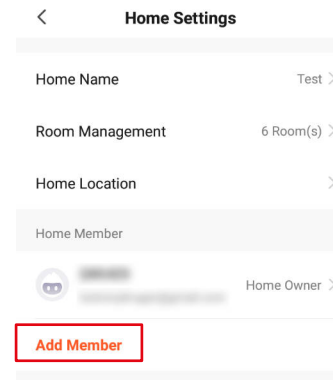 Home Settings
Home Name Test
Room Management 6 Room(s)
Home Location
Home Member
Home Owner
Add Member